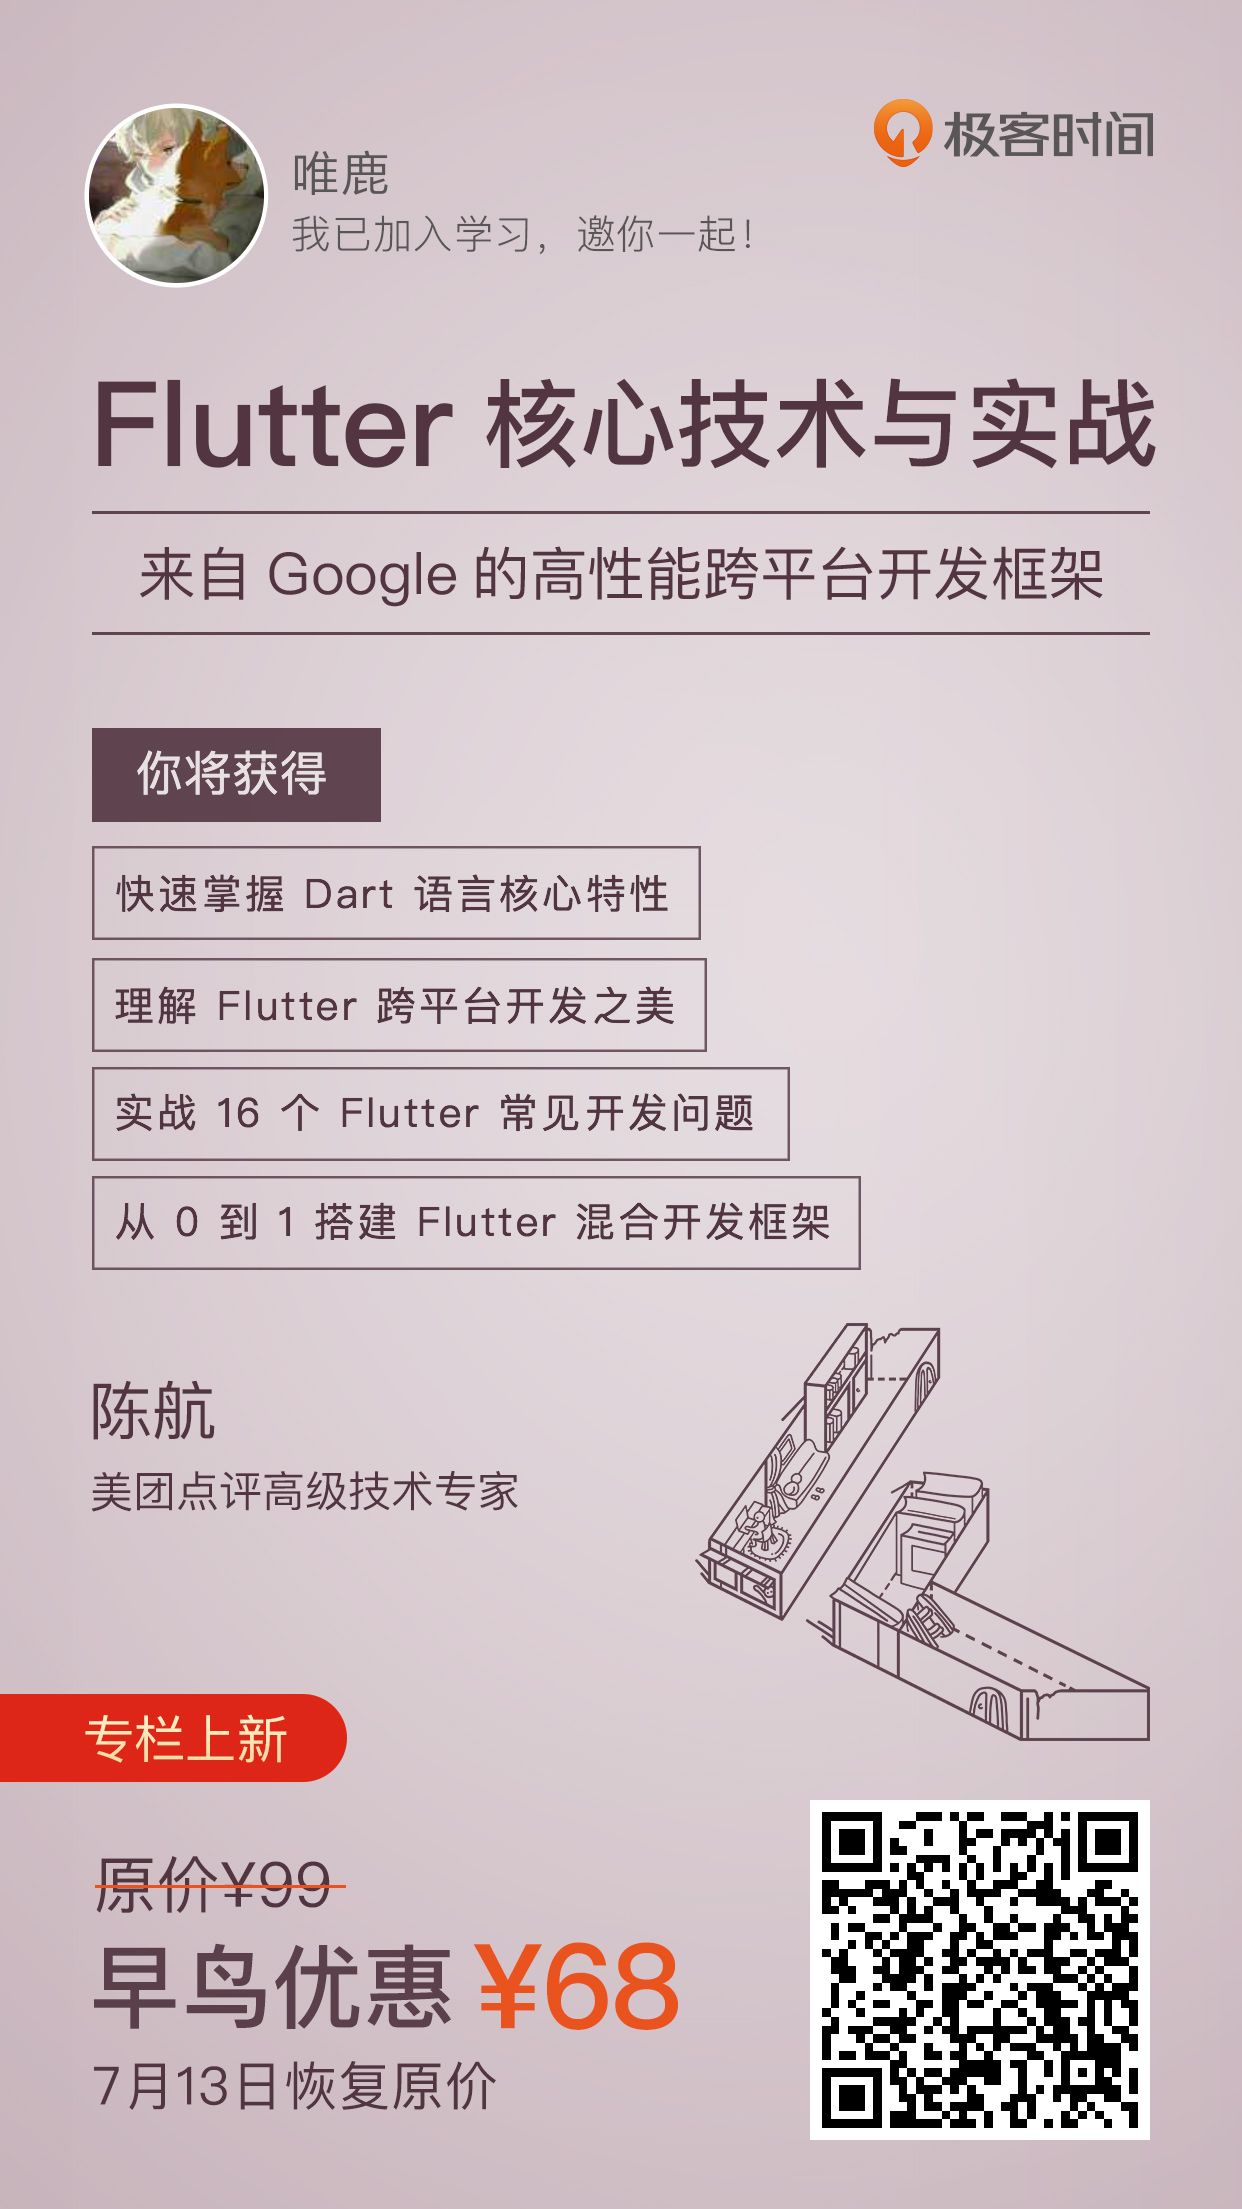 极客时间
唯鹿
我已加入学习，邀你一起！
Flutter 核心技术与实战
来自 Google 的高性能跨平台开发框架
你将获得
快速掌握 Dart 语言核心特性
理解 Flutter 跨平台开发之美
实战 16 个 Flutter 常见开发问题
从 0 到 1 搭建 Flutter 混合开发框架
陈航
美团点评高级技术专家
专栏上新
原价¥99
早鸟优惠 ¥68
7月13日恢复原价